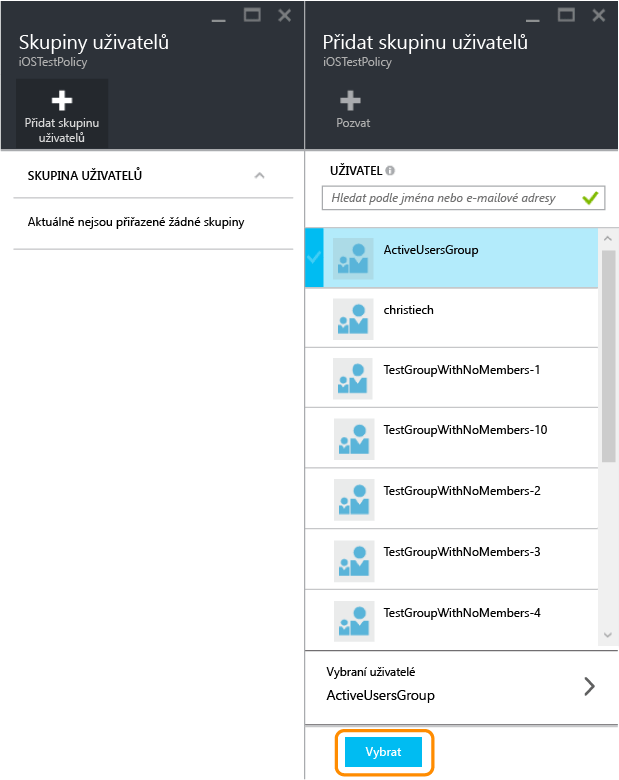 Skupiny uživatelů
iOSTestPolicy
Přidat skupinu
uživatelů
SKUPINA UŽIVATELŮ
Aktuálně nejsou přiřazené žádné skupiny
Přidat skupinu uživatelů
iOSTestPolicy
Pozvat
UŽIVATEL
Hledat podle jména nebo e-mailové adresy
ActiveUsersGroup
christiech
TestGroupWithNoMembers-1
TestGroupWithNoMembers-10
TestGroupWithNoMembers-2
TestGroupWithNoMembers-3
TestGroupWithNoMembers-4
Vybraní uživatelé
ActiveUsersGroup
Vybrat